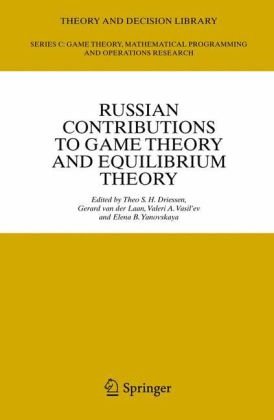 THEORY AND DECISION LIBRARY
SERIES C: GAME THEORY, MATHEMATICAL PROGRAMMING
AND OPERATIONS RESEARCH
RUSSIAN
CONTRIBUTIONS
TO GAME THEORY
AND EQUILIBRIUM
THEORY
Edited by Theo S. H. Driessen,
Gerard van der Laan, Valeri A. Vasil'ev
and Elena B. Yanovskaya
Springer